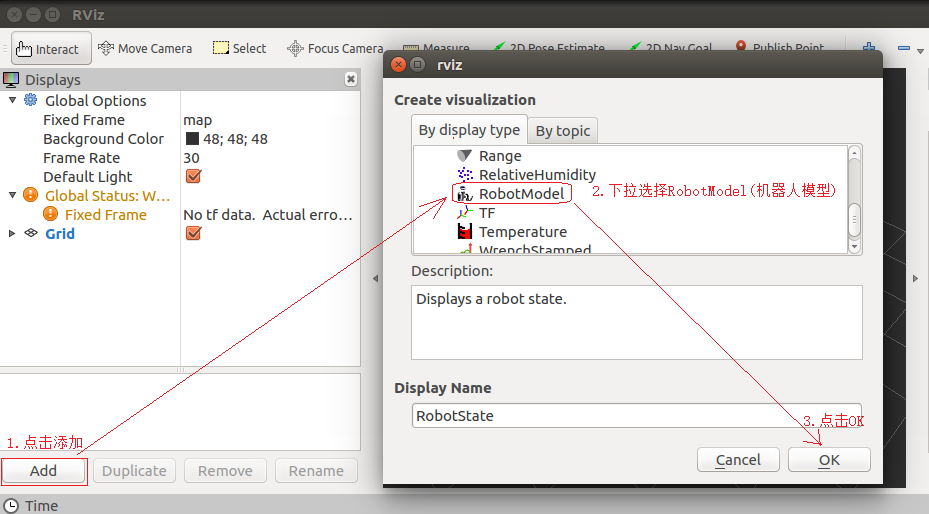 RViz
Interact
Move Camera
Select
Focus Camera
Measure
2D Pose Estimate
2D Nav Goal
Publish Point
Displays
Global Options
Fixed Frame
map
Background Color
48; 48; 48
Frame Rate
30
Default Light
Global Status: W...
Fixed Frame
No tf data. Actual erro...
Grid
1.点击添加
Add
Duplicate
Remove
Rename
Time
rviz
Create visualization
By display type
By topic
Range
RelativeHumidity
RobotModel
2.下拉选择RobotModel(机器人模型)
TF
Temperature
WrenchStamped
Description:
Displays a robot state.
Display Name
RobotState
3.点击OK
Cancel
OK